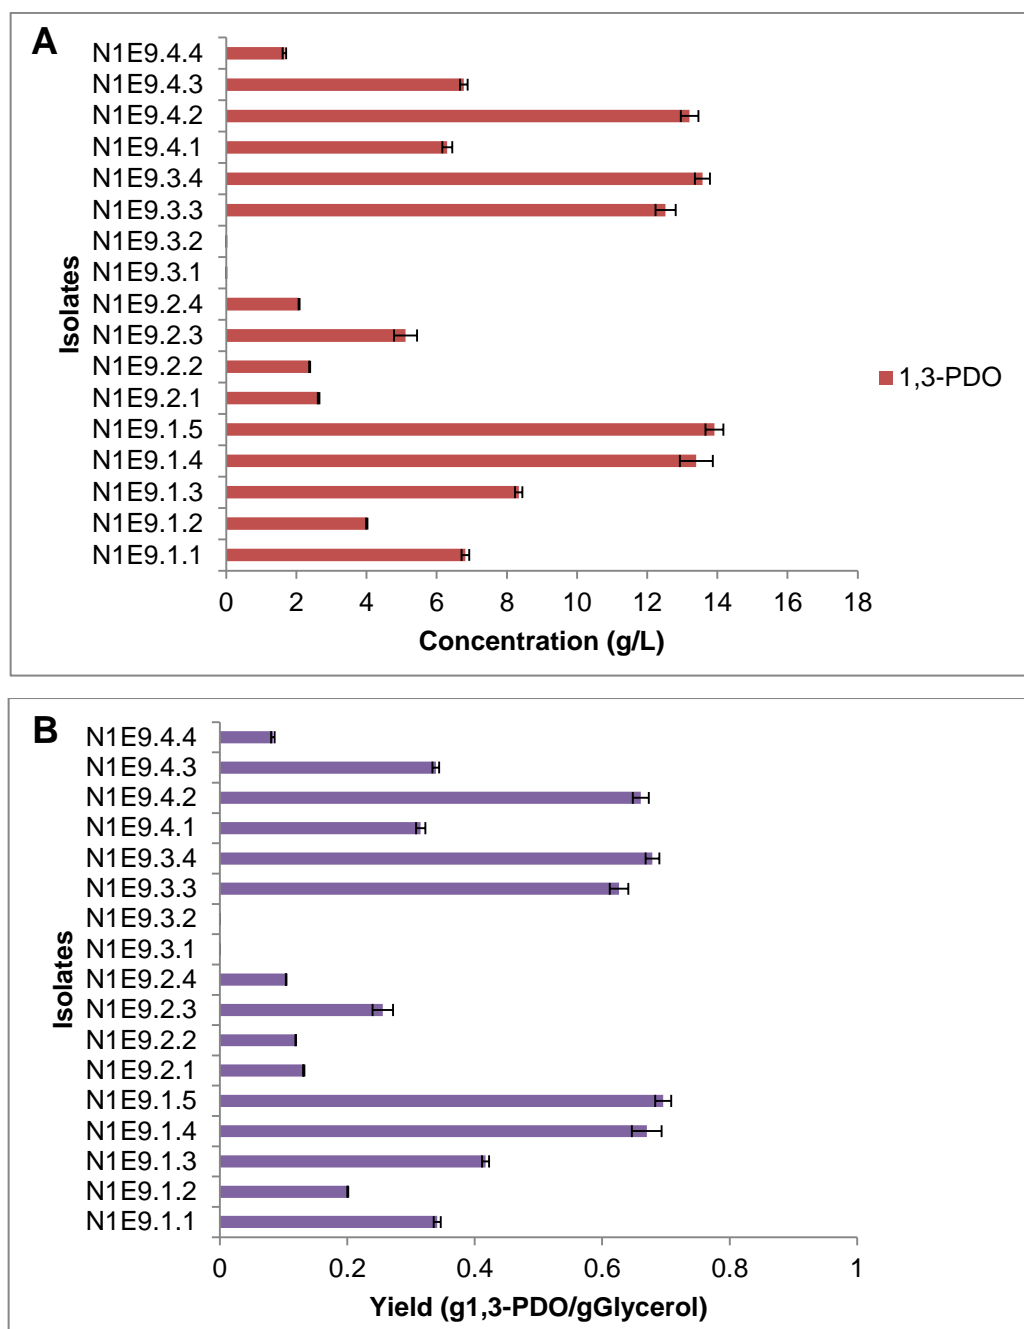 A
N1E9.4.4
N1E9.4.3
N1E9.4.2
N1E9.4.1
N1E9.3.4
N1E9.3.3
N1E9.3.2
N1E9.3.1
N1E9.2.4
N1E9.2.3
N1E9.2.2
N1E9.2.1
N1E9.1.5
N1E9.1.4
N1E9.1.3
N1E9.1.2
N1E9.1.1
Isolates
1,3-PDO
0 2 4 6 8 10 12 14 16 18
Concentration (g/L)
B
N1E9.4.4
N1E9.4.3
N1E9.4.2
N1E9.4.1
N1E9.3.4
N1E9.3.3
N1E9.3.2
N1E9.3.1
N1E9.2.4
N1E9.2.3
N1E9.2.2
N1E9.2.1
N1E9.1.5
N1E9.1.4
N1E9.1.3
N1E9.1.2
N1E9.1.1
Isolates
0 0.2 0.4 0.6 0.8 1
Yield (g1,3-PDO/gGlycerol)